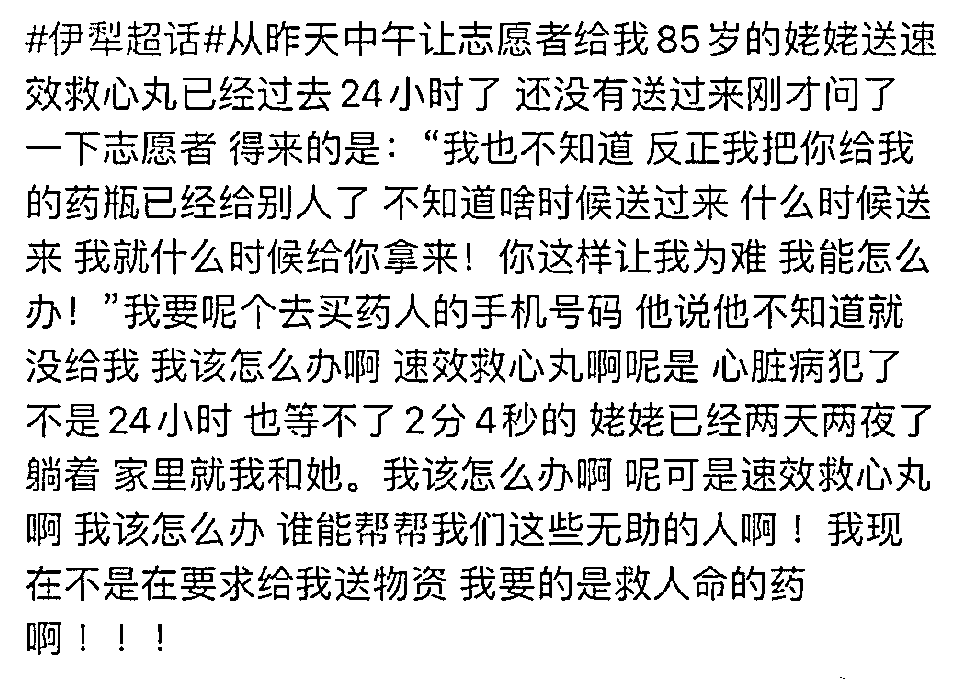 #伊犁超话#从昨天中午让志愿者给我85岁的姥姥送速
效救心丸已经过去24小时了 还没有送过来刚才问了
一下志愿者 得来的是：“我也不知道 反正我把你给我
的药瓶已经给别人了 不知道啥时候送过来 什么时候送
来 我就什么时候给你拿来！你这样让我为难 我能怎么
办！”我要呢个去买药人的手机号码 他说他不知道就
没给我 我该怎么办啊 速效救心丸啊呢是 心脏病犯了
不是24小时 也等不了2分4秒的 姥姥已经两天两夜了
躺着 家里就我和她。我该怎么办啊 呢可是速效救心丸
啊 我该怎么办 谁能帮帮我们这些无助的人啊！ 我现
在不是在要求给我送物资 我要的是救人命的药
啊！！！